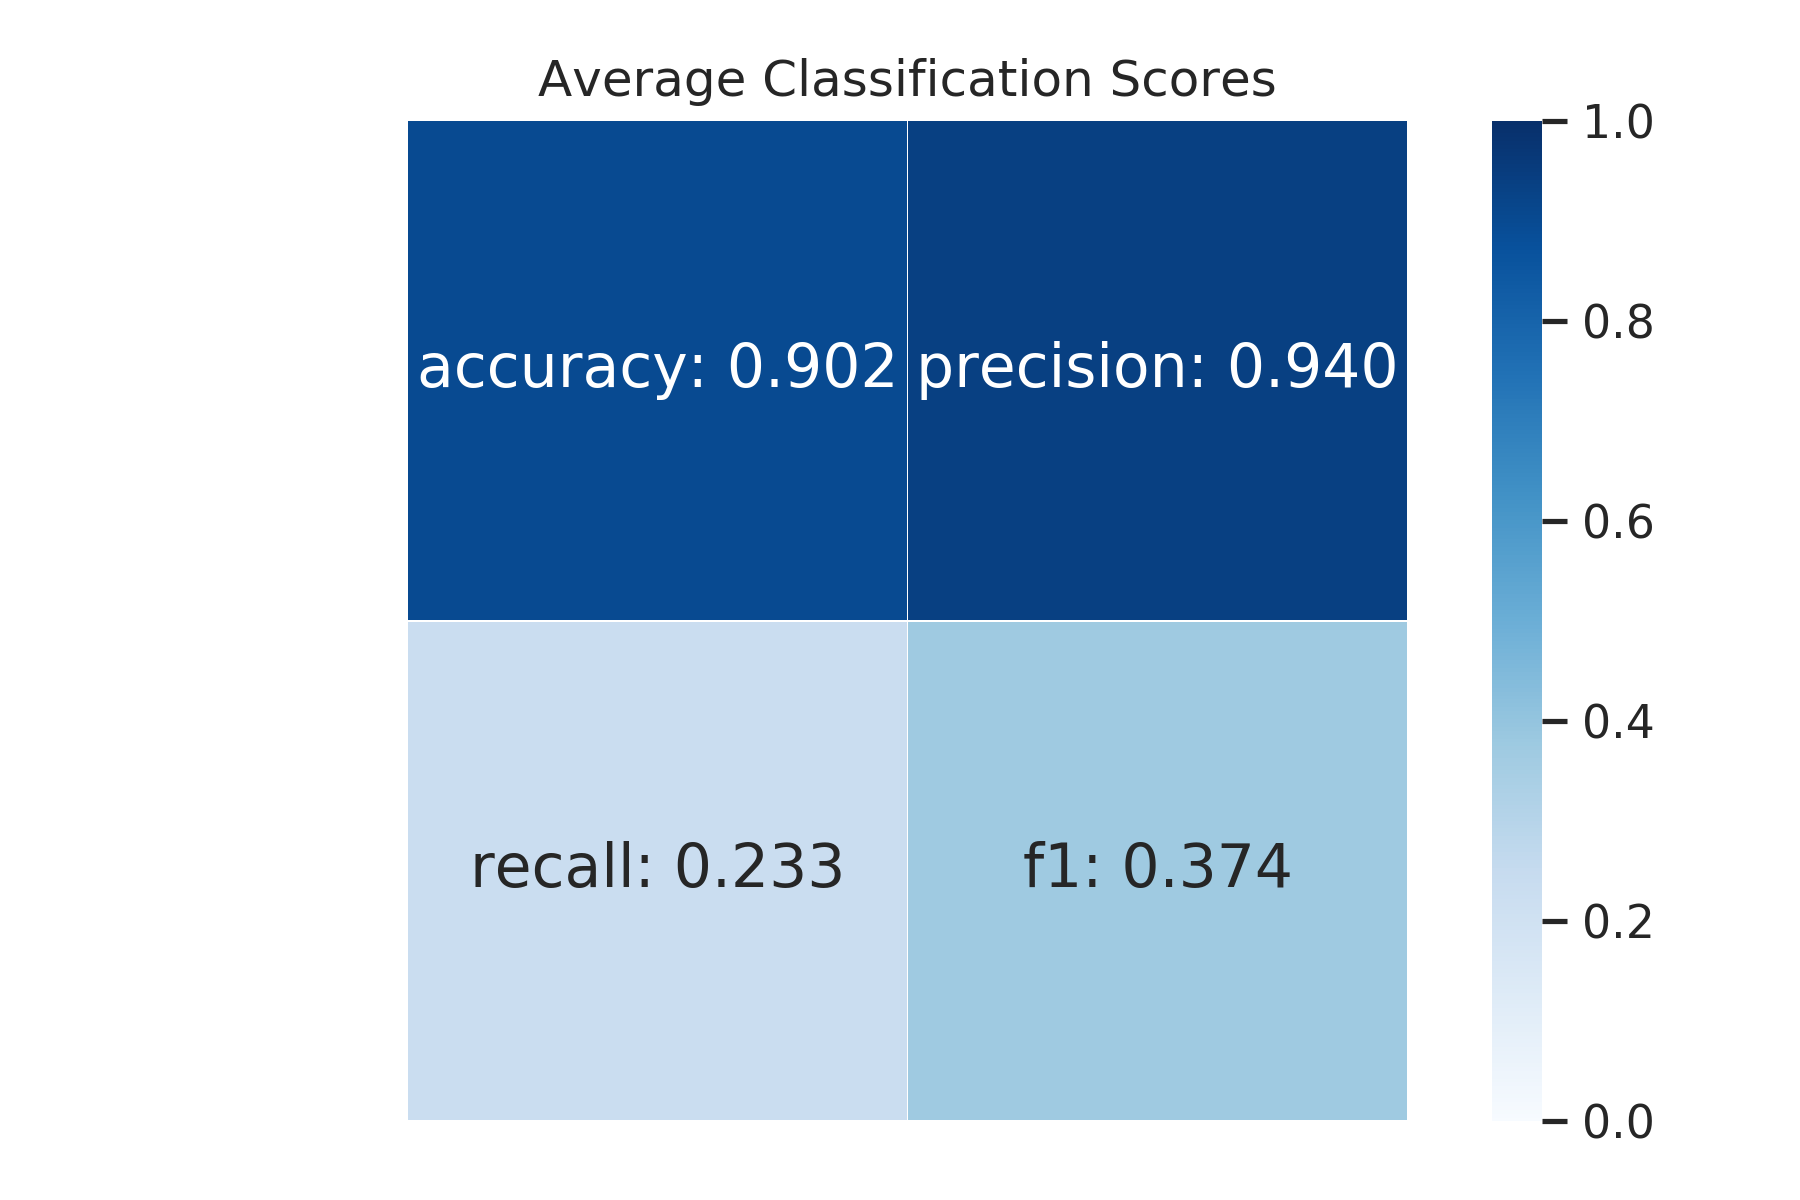 Average Classification Scores
accuracy: 0.902
precision: 0.940
recall: 0.233
f1: 0.374
1.0
0.8
0.6
0.4
0.2
0.0